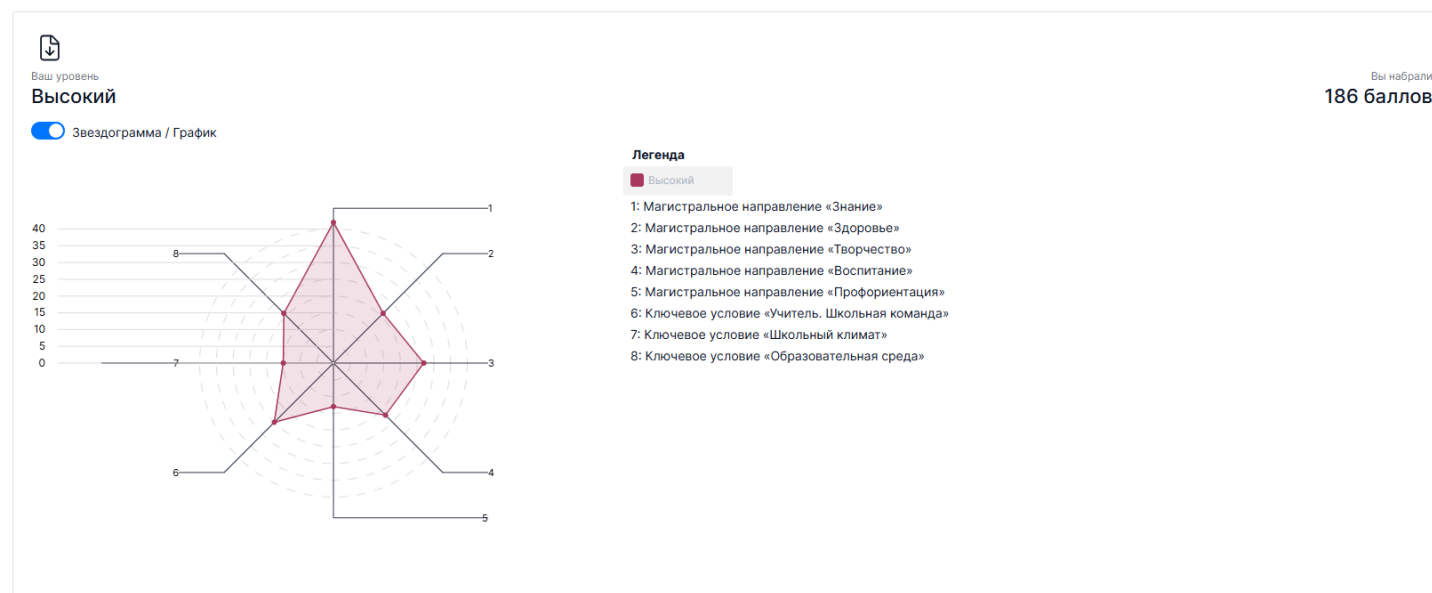 Ваш уровень
Высокий
Вы набрали
186 баллов
Звездограмма / График
Легенда
Высокий
1: Магистральное направление «Знание»
2: Магистральное направление «Здоровье»
3: Магистральное направление «Творчество»
4: Магистральное направление «Воспитание»
5: Магистральное направление «Профориентация»
6: Ключевое условие «Учитель. Школьная команда»
7: Ключевое условие «Школьный климат»
8: Ключевое условие «Образовательная среда»
40
35
30
25
20
15
10
5
0
1
2
3
4
5
6
7
8